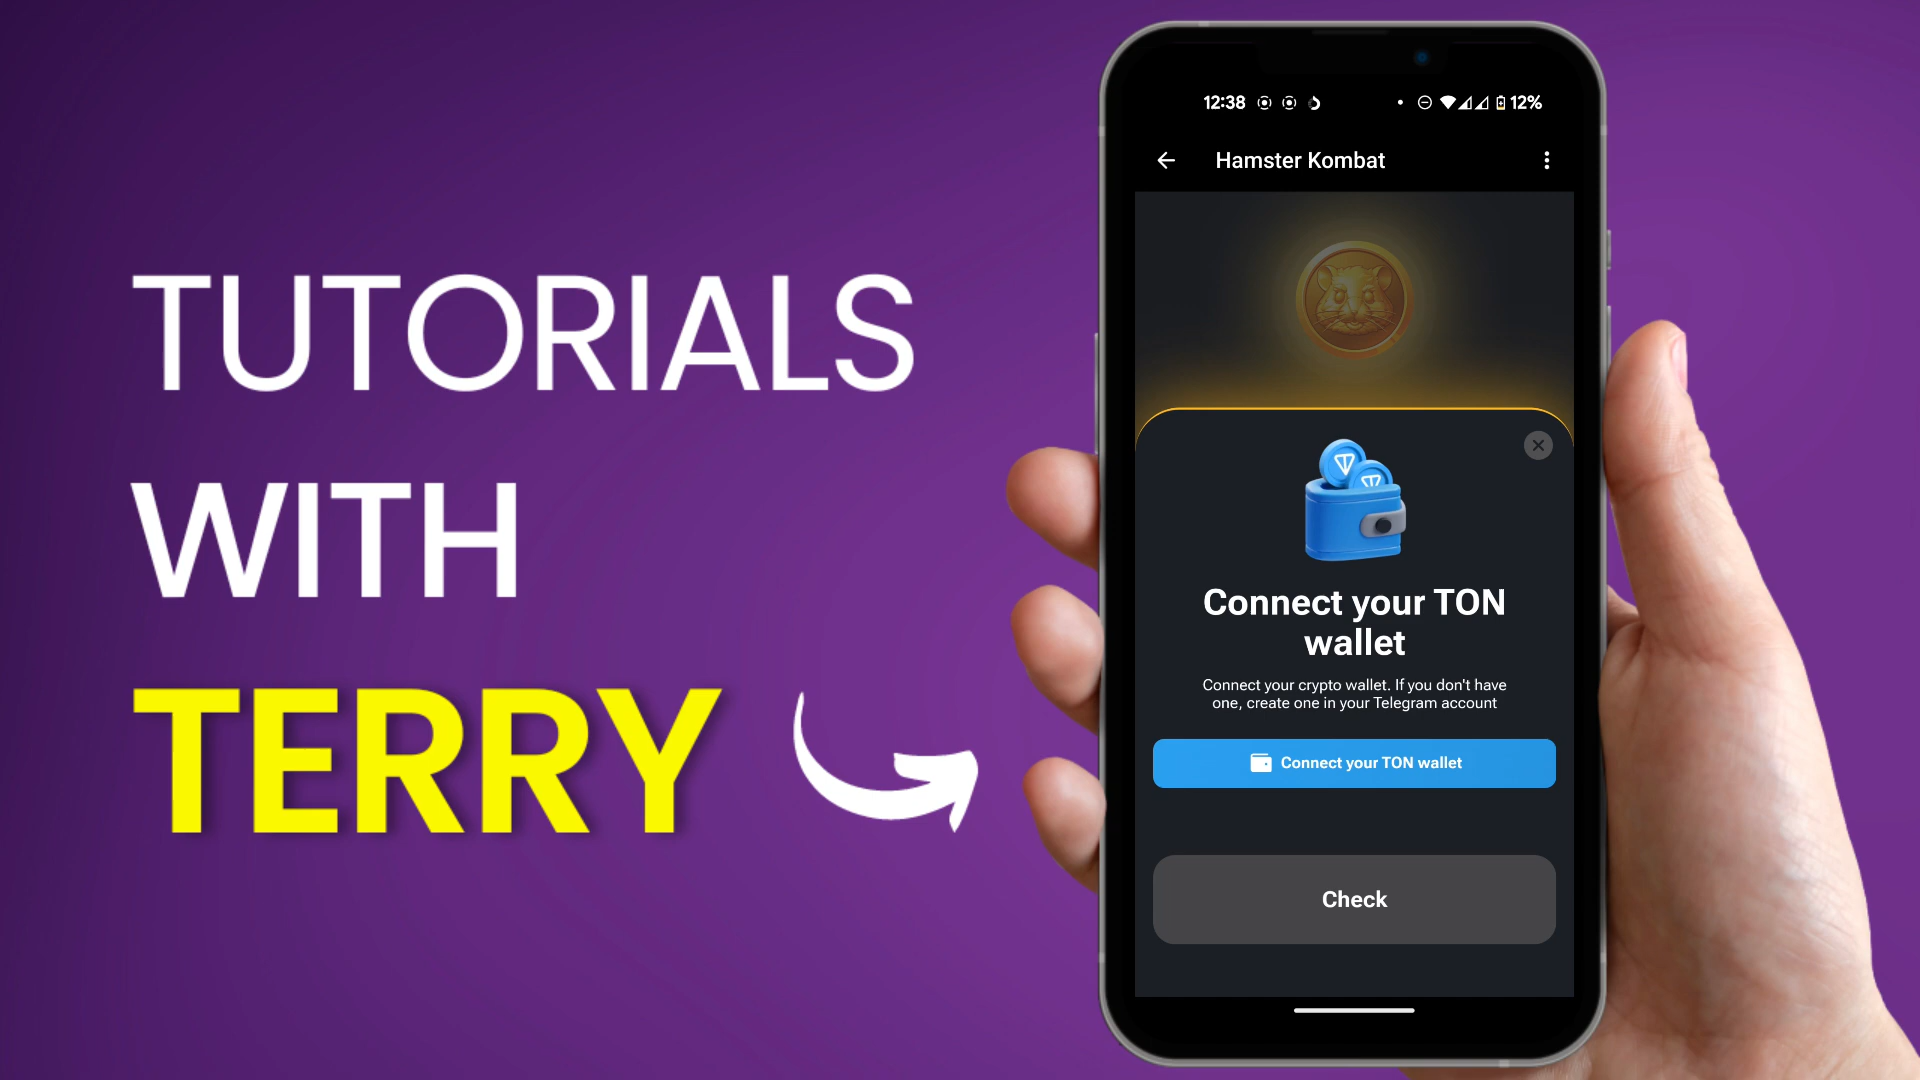 TUTORIALS
WITH
TERRY
12:38
12%
Hamster Kombat
Connect your TON
wallet
Connect your crypto wallet. If you don't have
one, create one in your Telegram account
Connect your TON wallet
Check